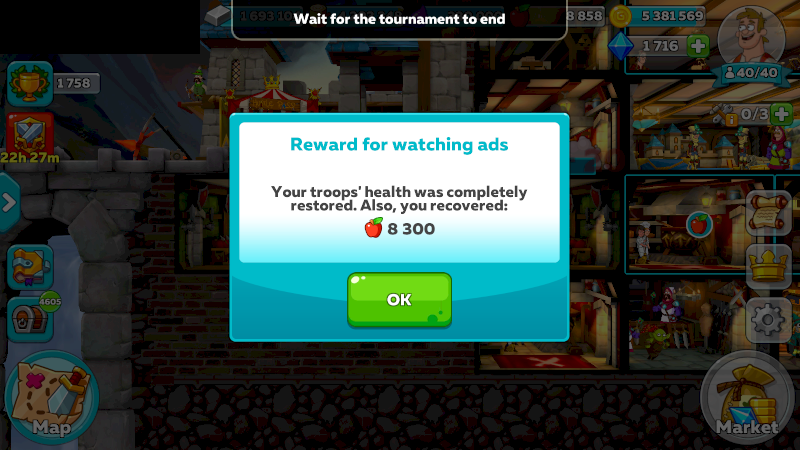 Wait for the tournament to end
1 693
8 858
5 381 569
1 758
1 716
40/40
0/3
22h 27m
Reward for watching ads
Your troops' health was completely
restored. Also, you recovered:
8 300
OK
4605
Map
Market